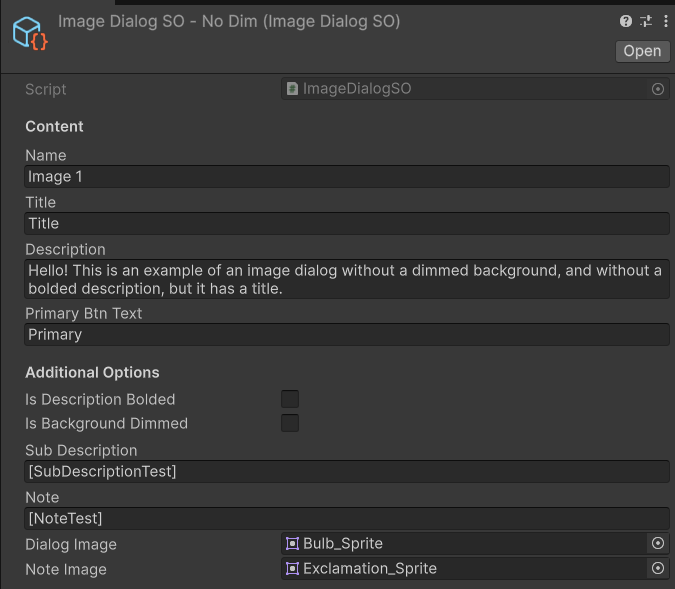 Image Dialog SO - No Dim (Image Dialog SO)
Open
Script
ImageDialogSO
Content
Name
Image 1
Title
Title
Description
Hello! This is an example of an image dialog without a dimmed background, and without a
bolded description, but it has a title.
Primary Btn Text
Primary
Additional Options
Is Description Bolded
Is Background Dimmed
Sub Description
[SubDescriptionTest]
Note
[NoteTest]
Dialog Image
Bulb_Sprite
Note Image
Exclamation_Sprite